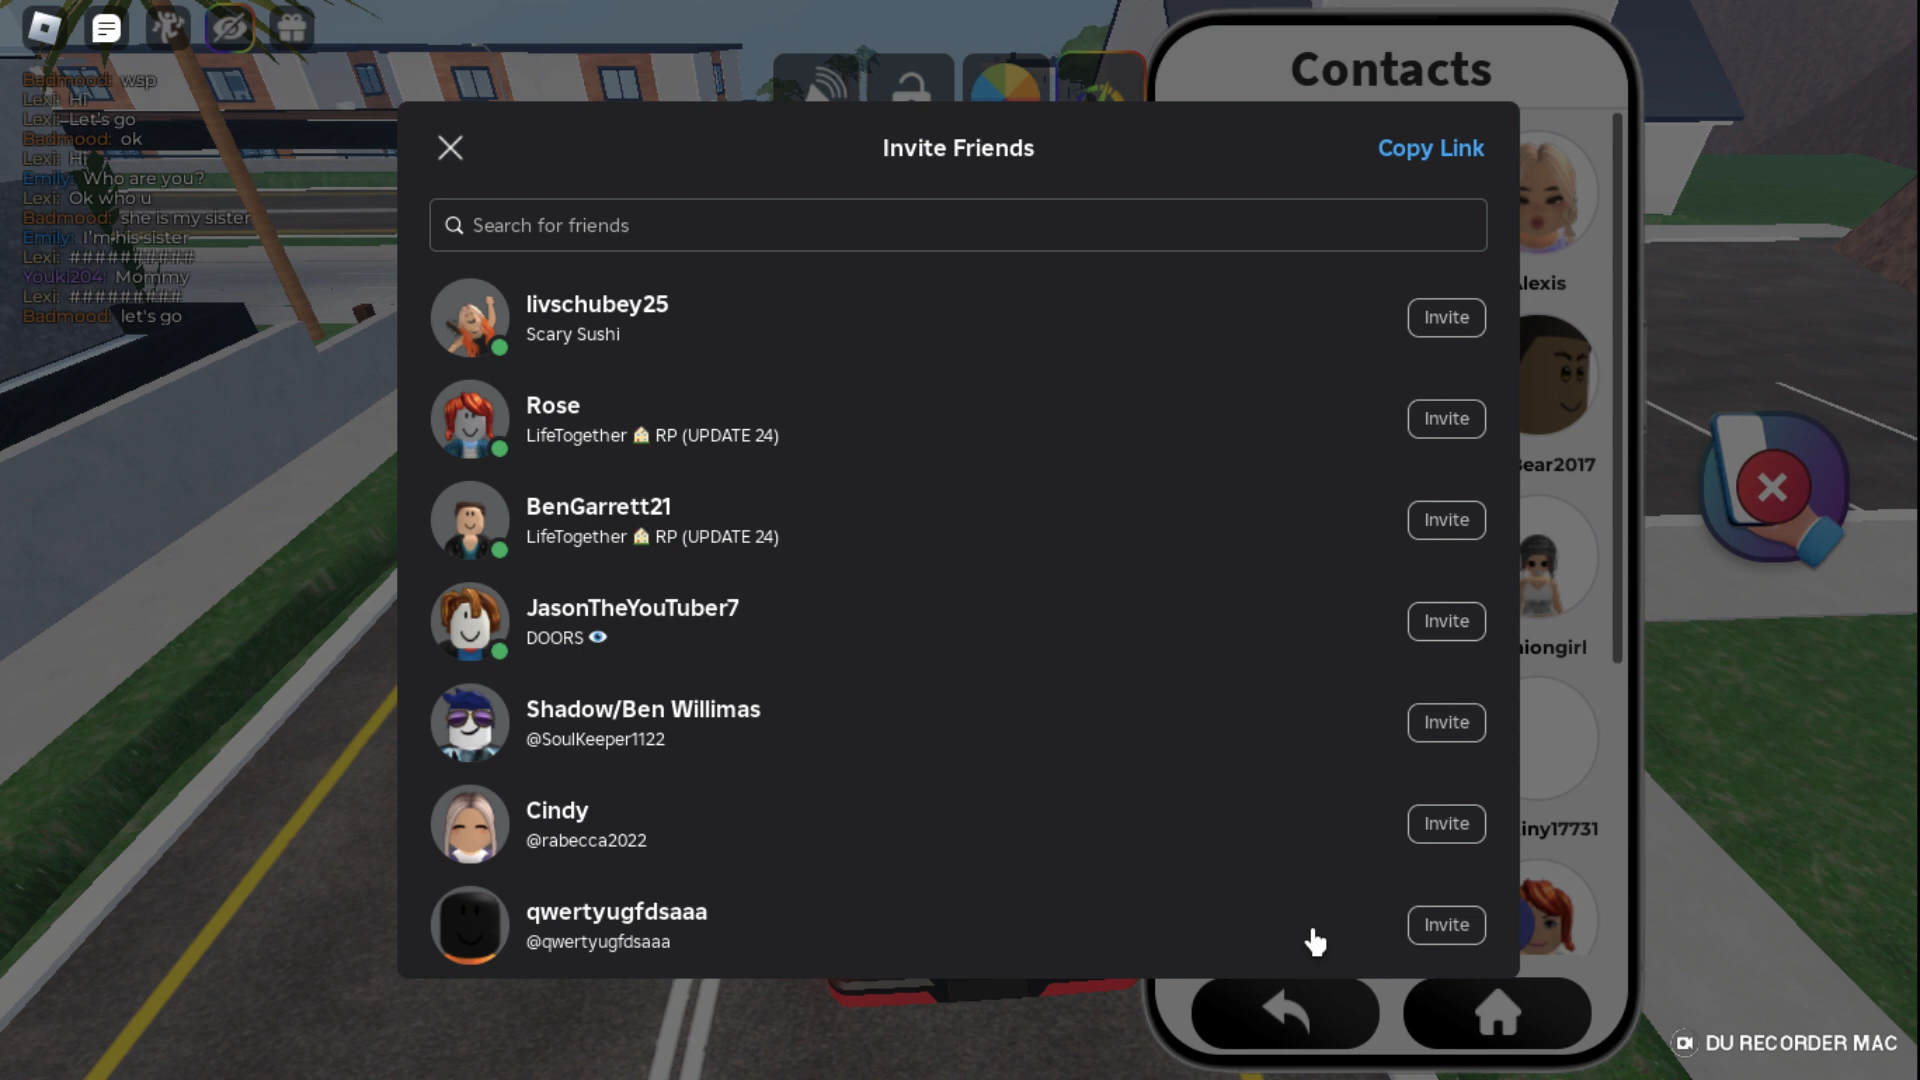 Badmood: wsp
Lexi: Hi
Lexi: Let's go
Badmood: ok
Lexi: Hi
Emily: Who are you?
Lexi: Ok who u
Badmood: she is my sister
Emily: I'm his sister
Lexi: ##########
Youki204: Mommy
Lexi: #########
Badmood: let's go
Contacts
Invite Friends
Copy Link
Search for friends
livschubey25
Scary Sushi
Invite
Rose
LifeTogether 🏠 RP (UPDATE 24)
Invite
BenGarrett21
LifeTogether 🏠 RP (UPDATE 24)
Invite
JasonTheYouTuber7
DOORS 👁
Invite
Shadow/Ben Willimas
@SoulKeeper1122
Invite
Cindy
@rabecca2022
Invite
qwertyugfdsaaa
@qwertyugfdsaaa
Invite
Alexis
Bear2017
iongirl
iny17731
DU RECORDER MAC